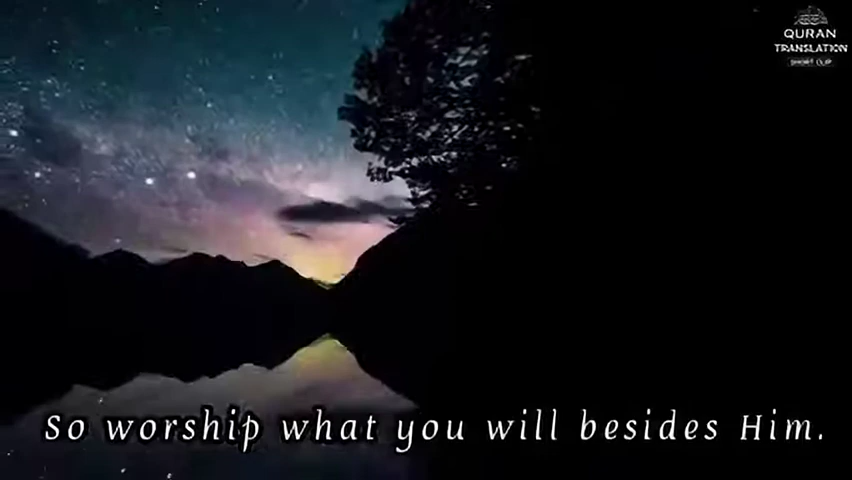 QURAN
TRANSLATION
SHORT CLIP
So worship what you will besides Him.